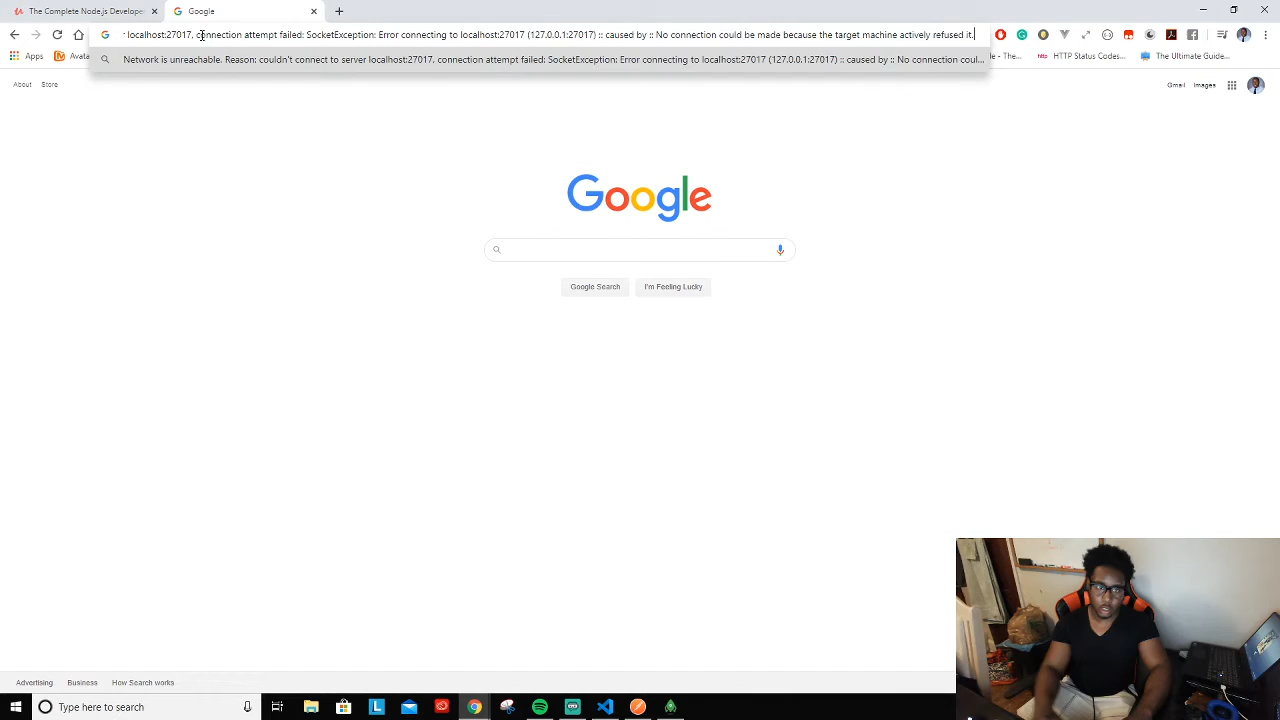 The Complete Node.js Developer
Google
localhost:27017, connection attempt failed: SocketException: Error connecting to localhost:27017 (127.0.0.1:27017) :: caused by :: No connection could be made because the target machine actively refused it.
Apps
Avata
Network is unreachable. Reason: couldn't connect to server localhost:27017, connection attempt failed: SocketException: Error connecting to localhost:27017 (127.0.0.1:27017) :: caused by :: No connection coul...
- The...
HTTP Status Codes...
The Ultimate Guide...
About
Store
Gmail
Images
Google
Google Search
I'm Feeling Lucky
Advertising
Business
How Search works
Type here to search